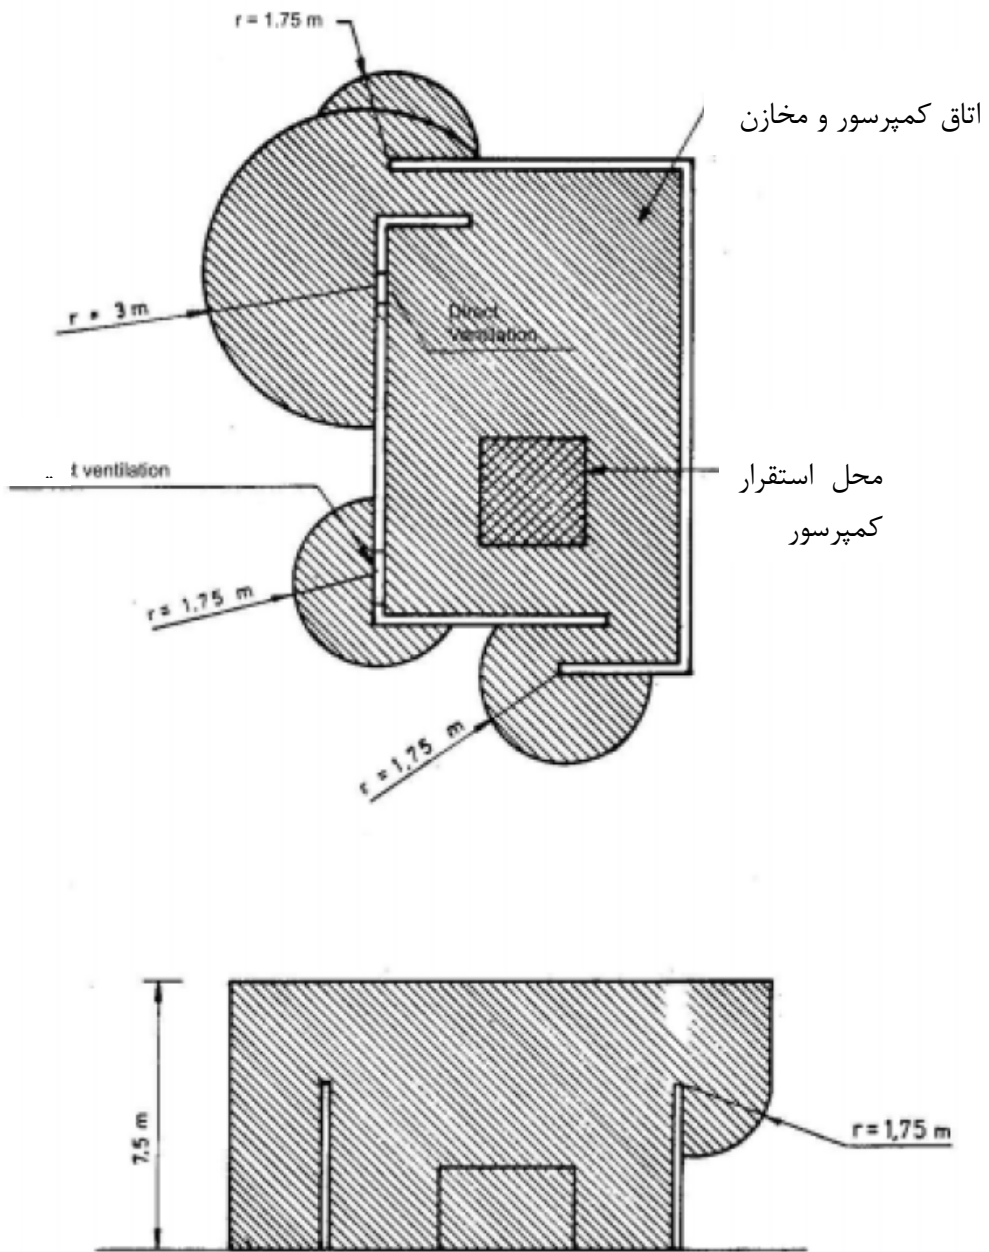 r = 1.75 m
اتاق کمپرسور و مخازن
r = 3 m
Direct
Ventilation
t ventilation
محل استقرار
کمپرسور
r = 1,75 m
r = 1,75 m
7,5 m
r = 1,75 m